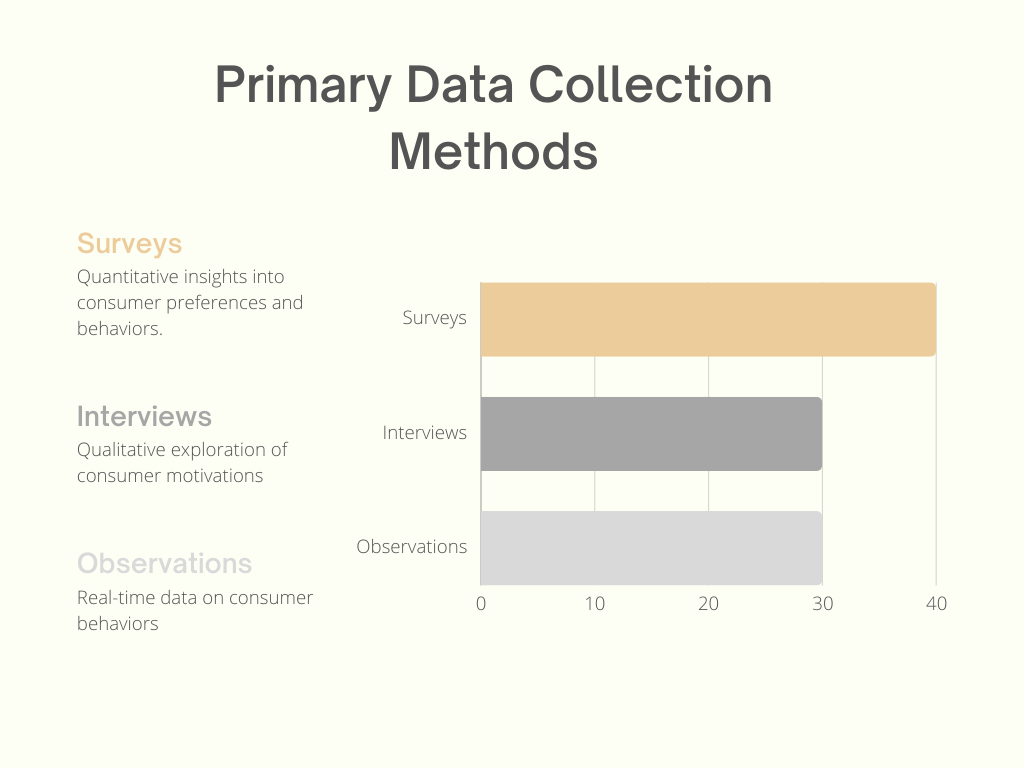 Primary Data Collection
Methods
Surveys
Quantitative insights into
consumer preferences and
behaviors.
Interviews
Qualitative exploration of
consumer motivations
Observations
Real-time data on consumer
behaviors
Surveys
Interviews
Observations
0 10 20 30 40